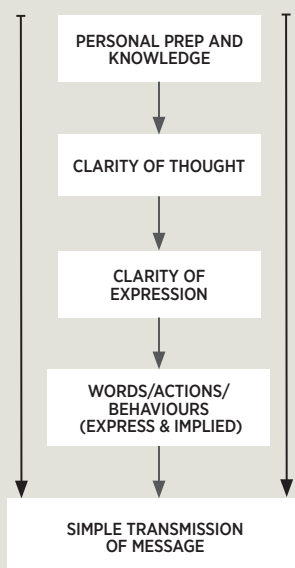 PERSONAL PREP AND
KNOWLEDGE
CLARITY OF THOUGHT
CLARITY OF
EXPRESSION
WORDS/ACTIONS/
BEHAVIOURS
(EXPRESS & IMPLIED)
SIMPLE TRANSMISSION
OF MESSAGE